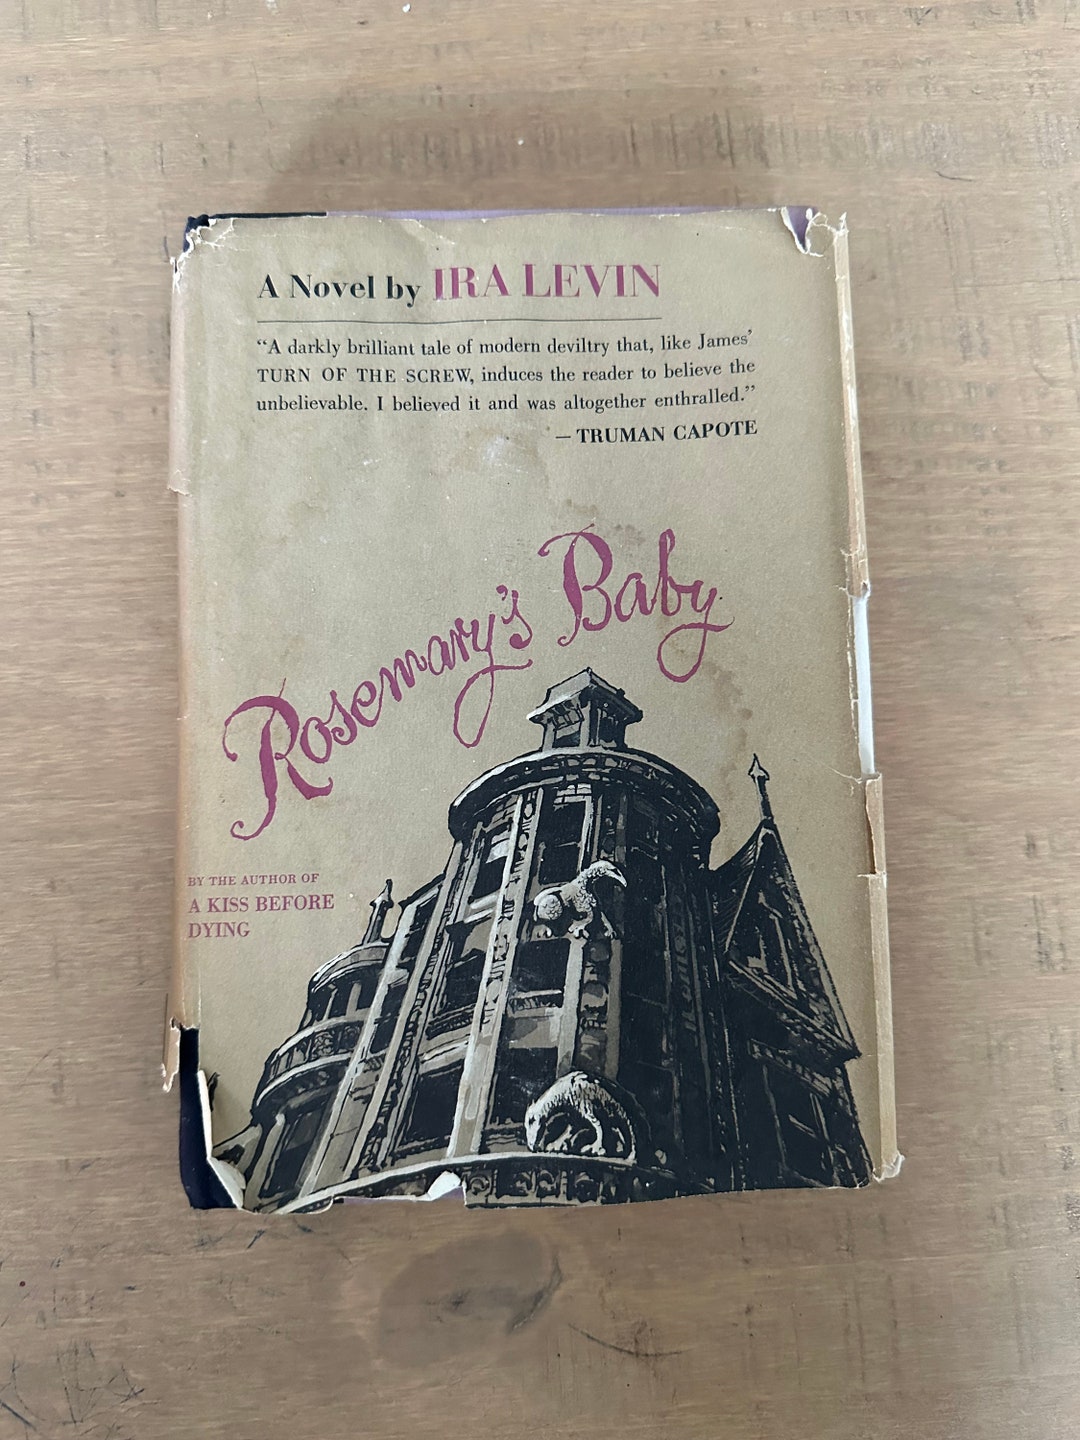 A Novel by IRA LEVIN
“A darkly brilliant tale of modern deviltry that, like James’
TURN OF THE SCREW, induces the reader to believe the
unbelievable. I believed it and was altogether enthralled.”
— TRUMAN CAPOTE
Rosemary’s Baby
BY THE AUTHOR OF
A KISS BEFORE
DYING